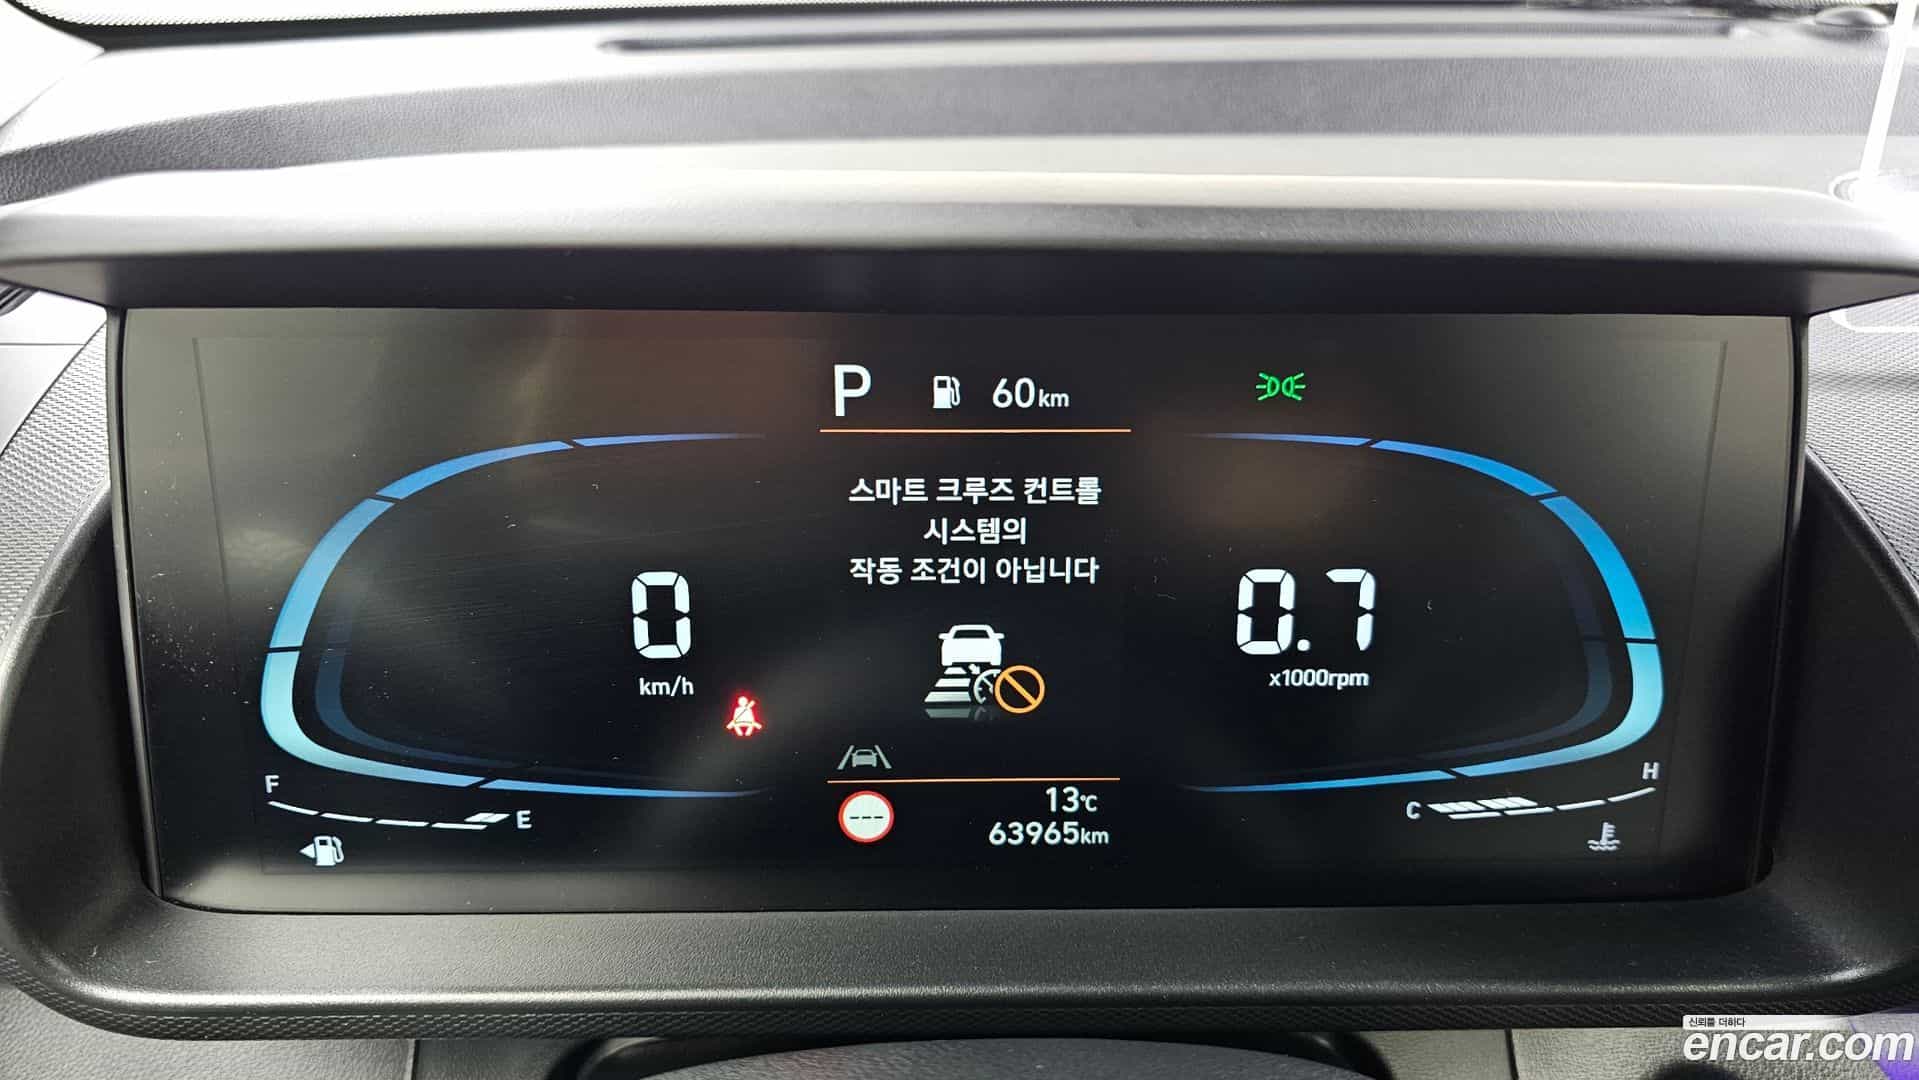 P 60km
스마트 크루즈 컨트롤
시스템의
작동 조건이 아닙니다
0
km/h
0.7
x1000rpm
F
E
---
13℃
63965km
H
C
신뢰를 더하다
encar.com